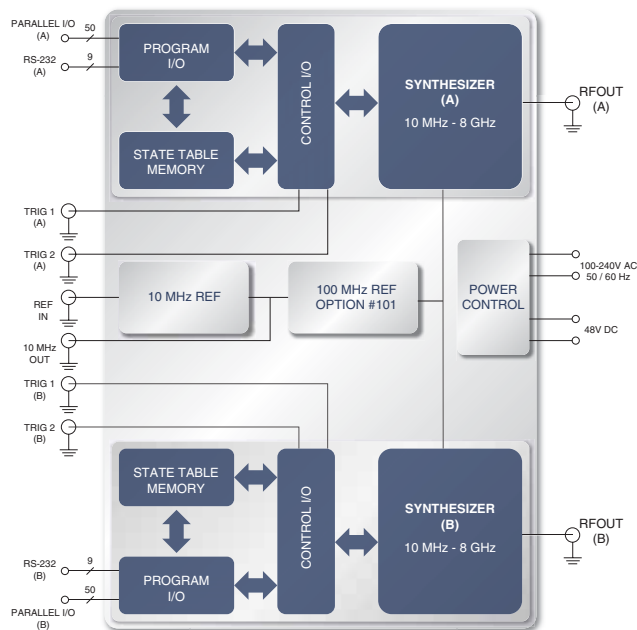 PARALLEL I/O
(A)
50
RS-232
(A)
9
PROGRAM
I/O
STATE TABLE
MEMORY
CONTROL I/O
SYNTHESIZER
(A)
10 MHz - 8 GHz
RFOUT
(A)
TRIG 1
(A)
TRIG 2
(A)
REF
IN
10 MHz
OUT
10 MHz REF
100 MHz REF
OPTION #101
POWER
CONTROL
100-240V AC
50 / 60 Hz
48V DC
TRIG 1
(B)
TRIG 2
(B)
STATE TABLE
MEMORY
PROGRAM
I/O
CONTROL I/O
SYNTHESIZER
(B)
10 MHz - 8 GHz
RFOUT
(B)
RS-232
(B)
9
PARALLEL I/O
(B)
50